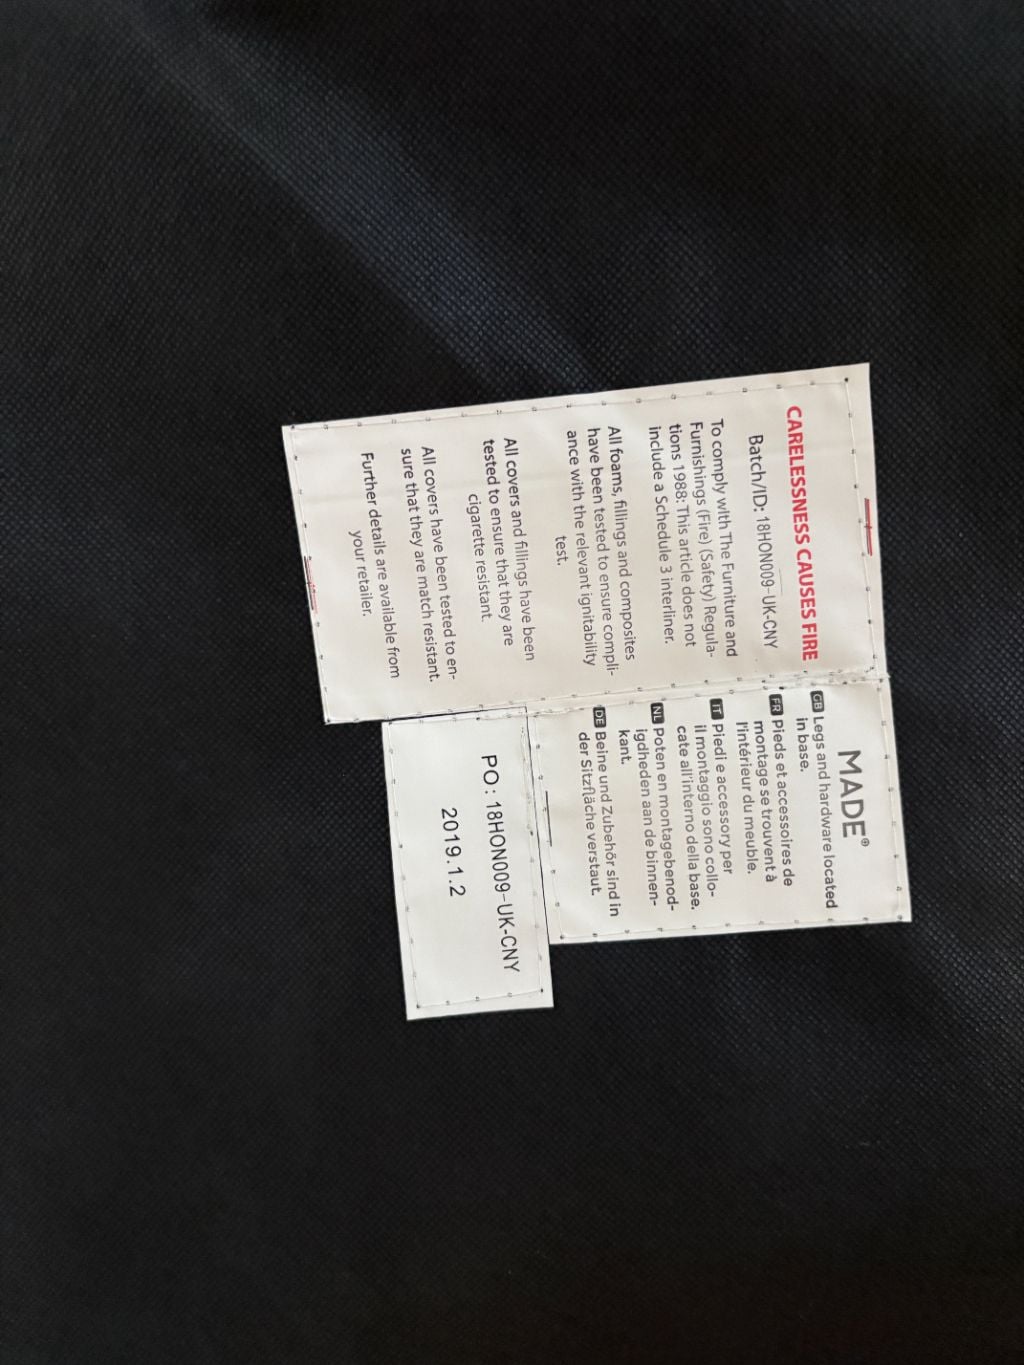 CARELESSNESS CAUSES FIRE
Batch/ID: 18HON009-UK-CNY
To comply with The Furniture and
Furnishings (Fire) (Safety) Regula-
tions 1988: This article does not
include a Schedule 3 interliner.
All foams, fillings and composites
have been tested to ensure compli-
ance with the relevant ignitability
test.
All covers and fillings have been
tested to ensure that they are
cigarette resistant.
All covers have been tested to en-
sure that they are match resistant.
Further details are available from
your retailer.
MADE®
GB Legs and hardware located
in base.
FR Pieds et accessoires de
montage se trouvent à
l'intérieur du meuble.
IT Piedi e accessory per
il montaggio sono collo-
cate all'interno della base.
NL Poten en montagebenod-
igdheden aan de binnen-
kant.
DE Beine und Zubehör sind in
der Sitzfläche verstaut.
PO: 18HON009-UK-CNY
2019.1.2